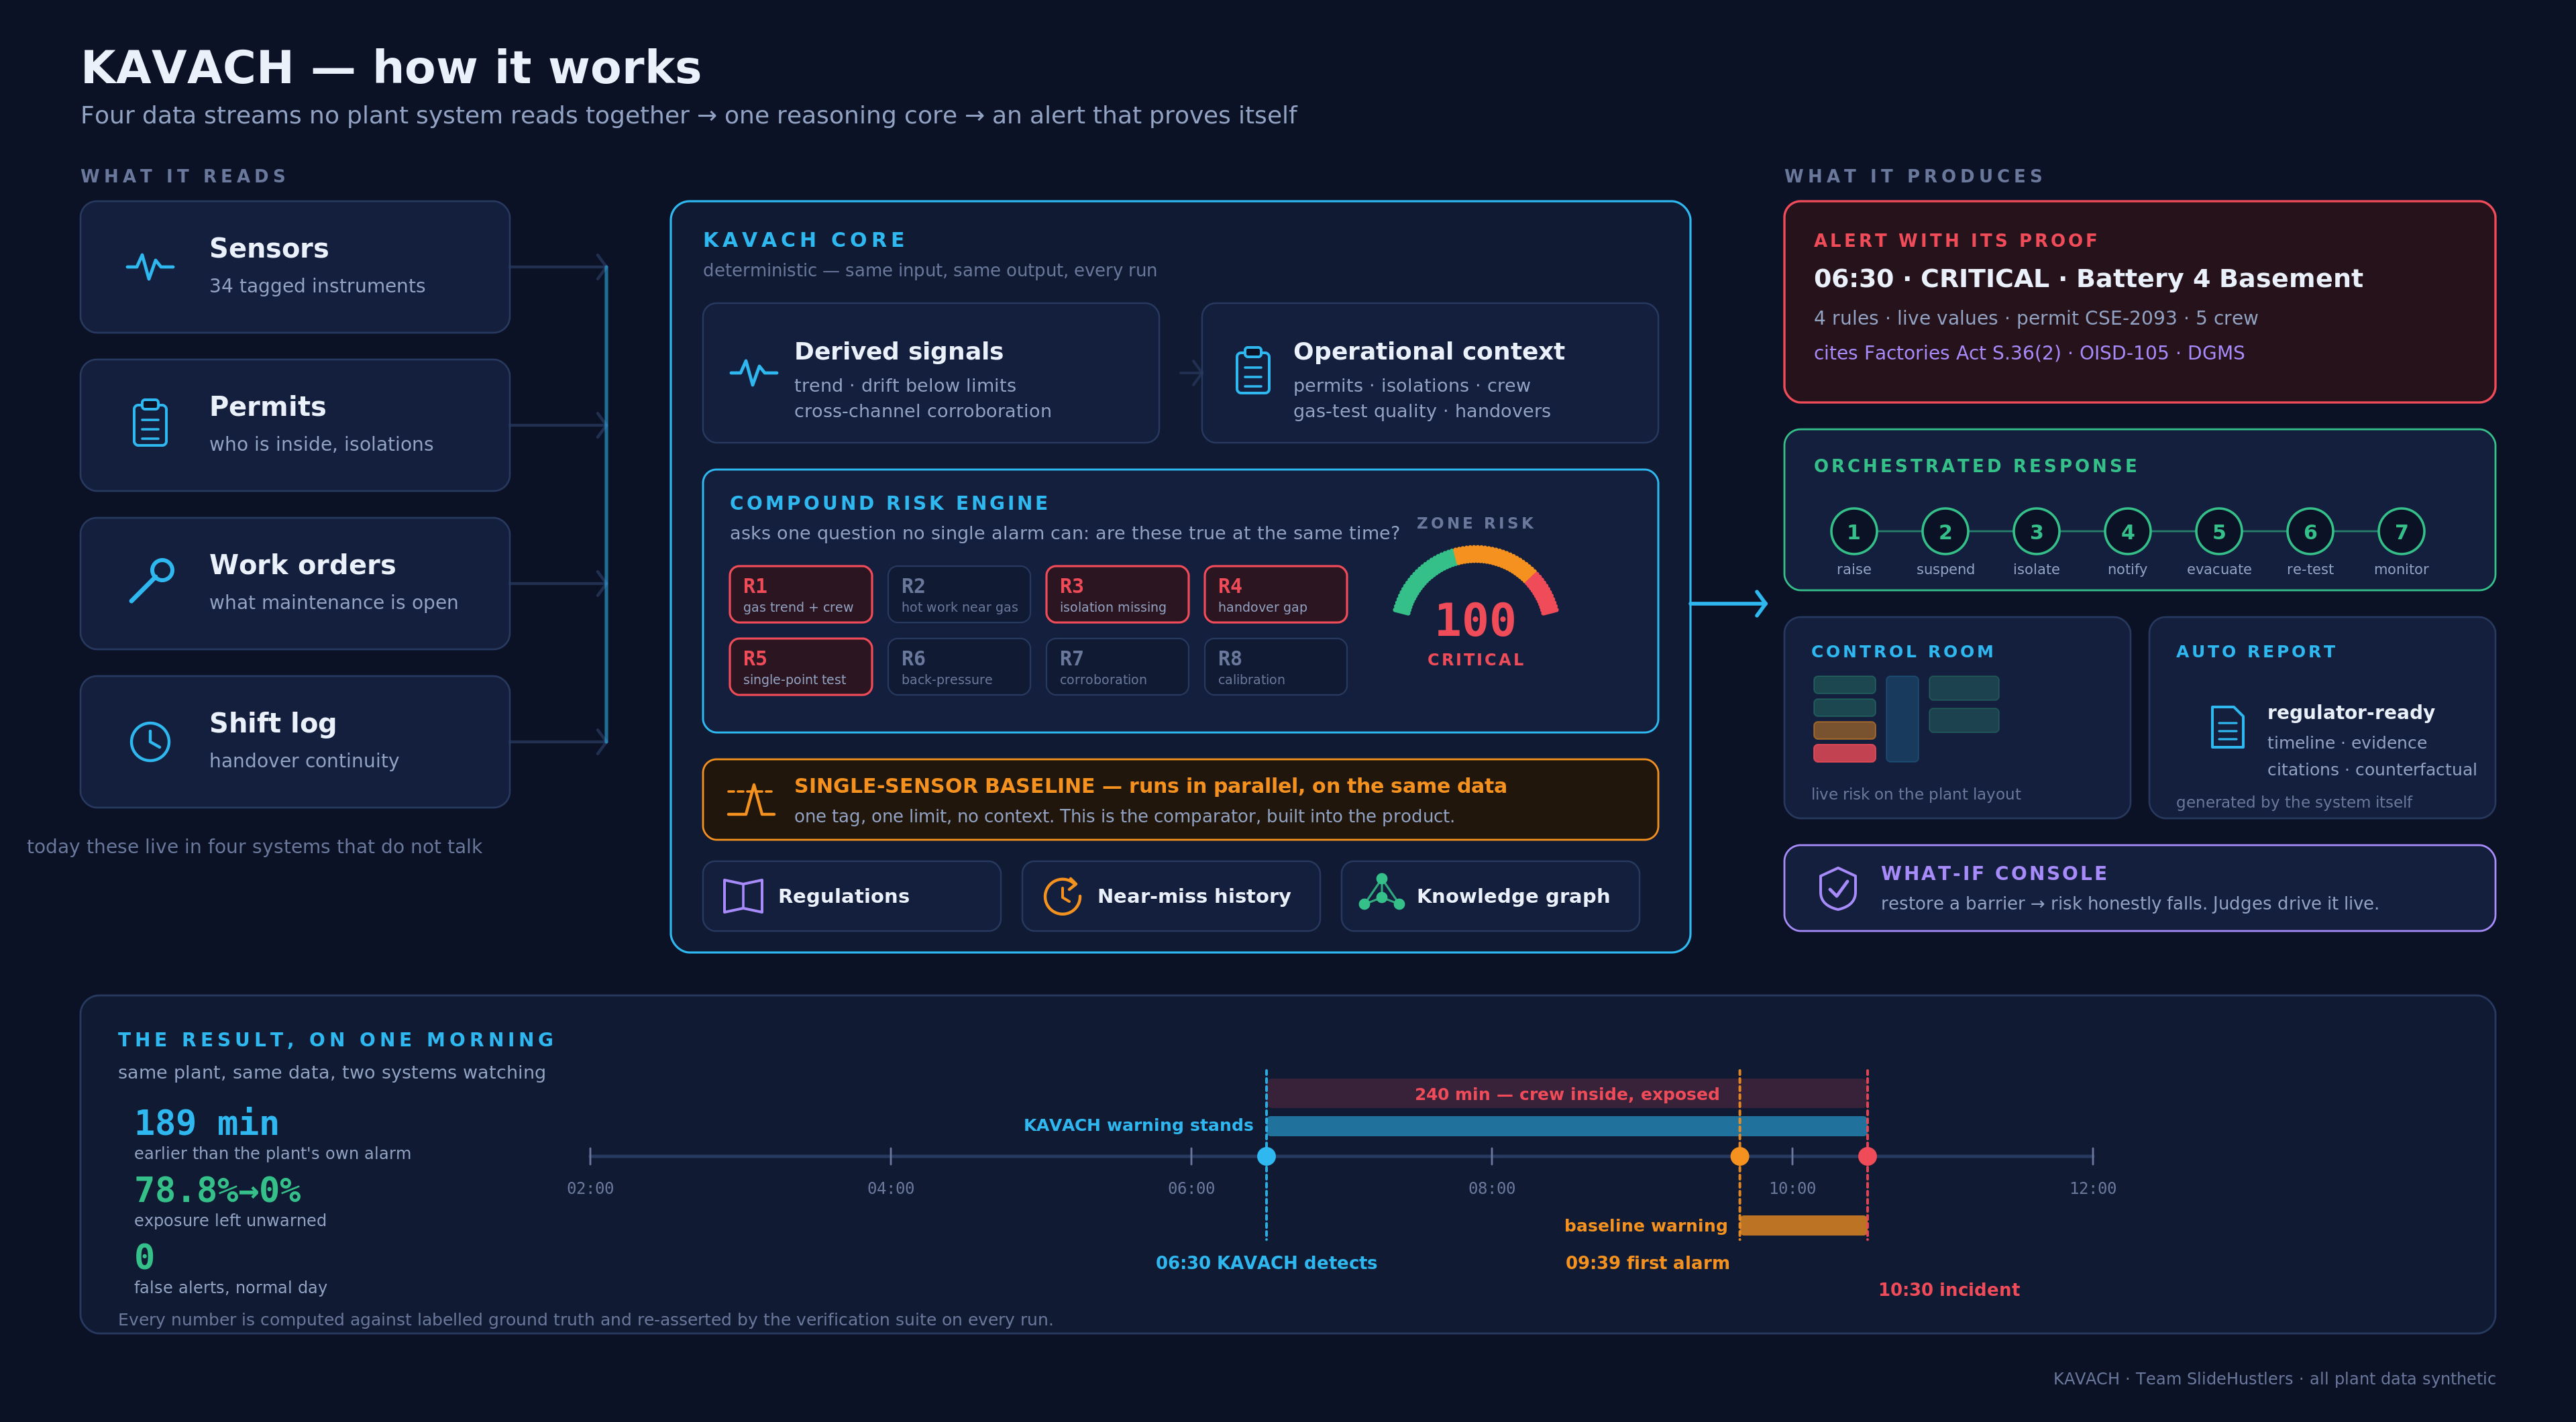 KAVACH — how it works
Four data streams no plant system reads together → one reasoning core → an alert that proves itself
WHAT IT READS
Sensors
34 tagged instruments
Permits
who is inside, isolations
Work orders
what maintenance is open
Shift log
handover continuity
today these live in four systems that do not talk
KAVACH CORE
deterministic — same input, same output, every run
Derived signals
trend · drift below limits
cross-channel corroboration
Operational context
permits · isolations · crew
gas-test quality · handovers
COMPOUND RISK ENGINE
asks one question no single alarm can: are these true at the same time?
R1
gas trend + crew
R2
hot work near gas
R3
isolation missing
R4
handover gap
R5
single-point test
R6
back-pressure
R7
corroboration
R8
calibration
ZONE RISK
100
CRITICAL
SINGLE-SENSOR BASELINE — runs in parallel, on the same data
one tag, one limit, no context. This is the comparator, built into the product.
Regulations
Near-miss history
Knowledge graph
WHAT IT PRODUCES
ALERT WITH ITS PROOF
06:30 · CRITICAL · Battery 4 Basement
4 rules · live values · permit CSE-2093 · 5 crew
cites Factories Act S.36(2) · OISD-105 · DGMS
ORCHESTRATED RESPONSE
1 2 3 4 5 6 7
raise suspend isolate notify evacuate re-test monitor
CONTROL ROOM
live risk on the plant layout
AUTO REPORT
regulator-ready
timeline · evidence
citations · counterfactual
generated by the system itself
WHAT-IF CONSOLE
restore a barrier → risk honestly falls. Judges drive it live.
THE RESULT, ON ONE MORNING
same plant, same data, two systems watching
189 min
earlier than the plant's own alarm
78.8%→0%
exposure left unwarned
0
false alerts, normal day
240 min — crew inside, exposed
KAVACH warning stands
02:00 04:00 06:00 08:00 10:00 12:00
baseline warning
06:30 KAVACH detects
09:39 first alarm
10:30 incident
Every number is computed against labelled ground truth and re-asserted by the verification suite on every run.
KAVACH · Team SlideHustlers · all plant data synthetic